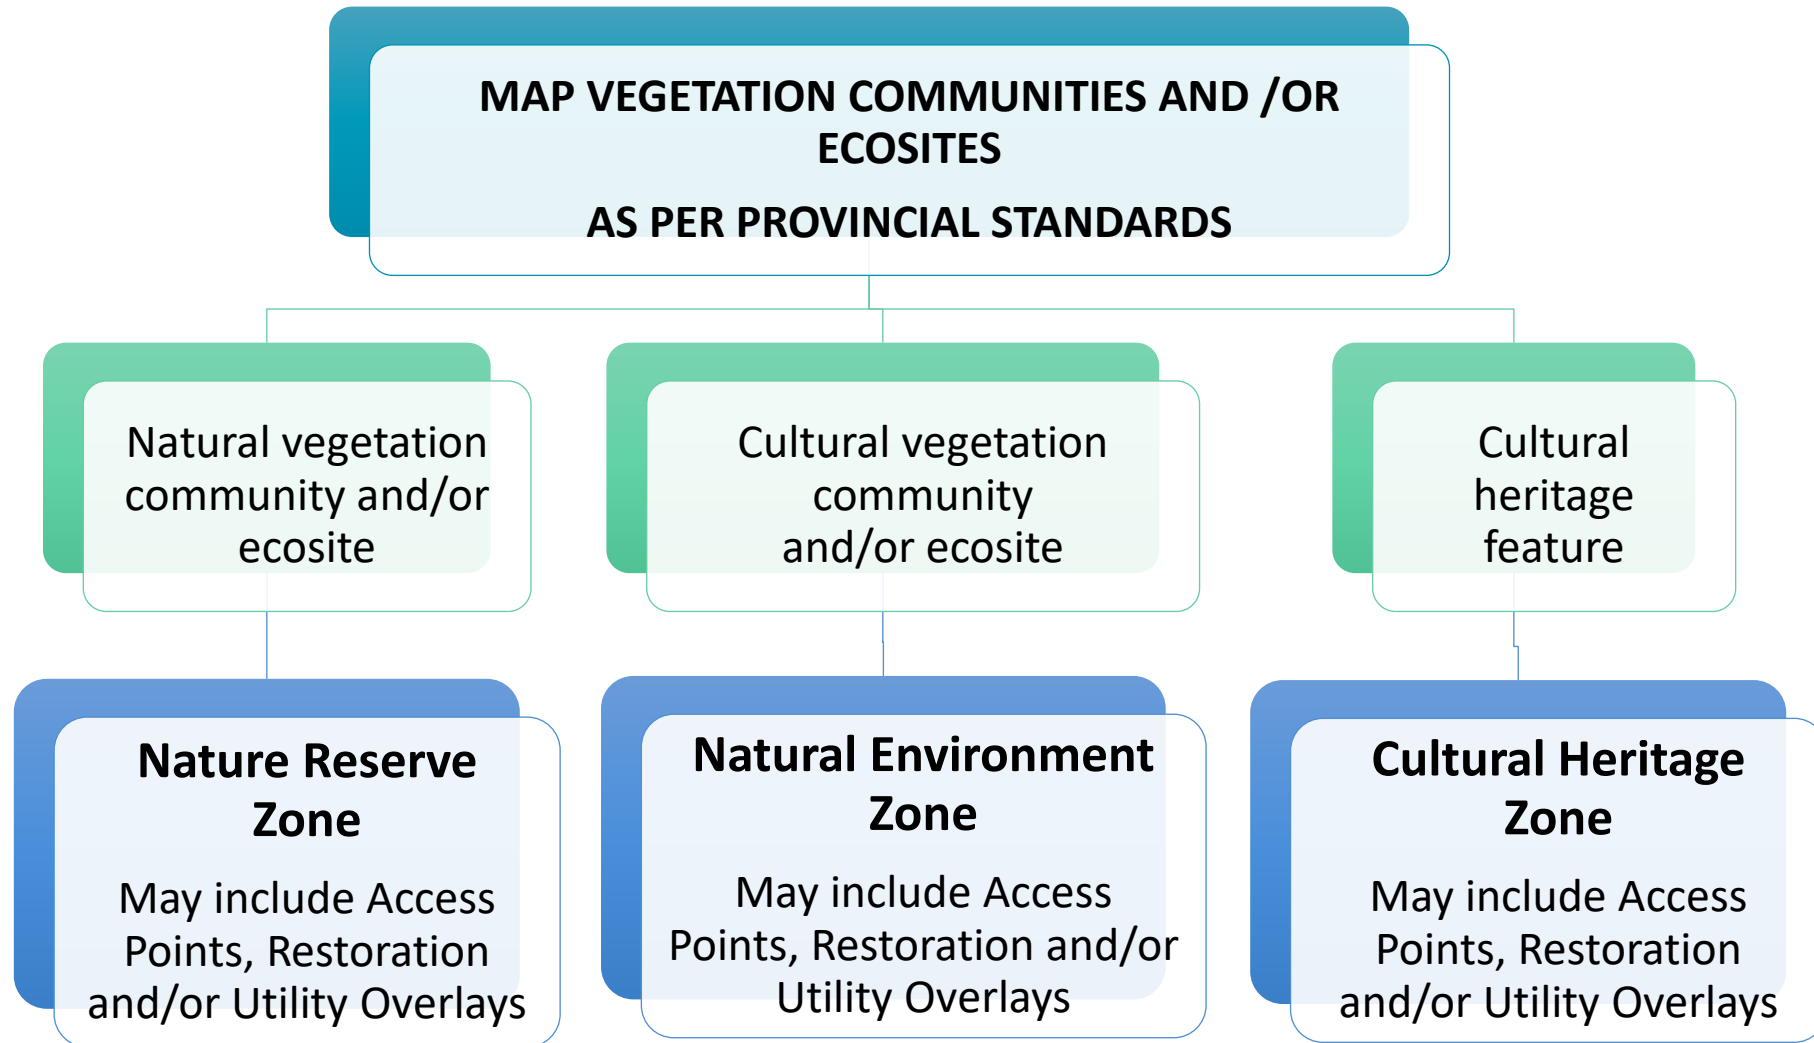 MAP VEGETATION COMMUNITIES AND /OR
ECOSITES
AS PER PROVINCIAL STANDARDS
Natural vegetation
community and/or
ecosite
Cultural vegetation
community
and/or ecosite
Cultural
heritage
feature
Nature Reserve
Zone
May include Access
Points, Restoration
and/or Utility Overlays
Natural Environment
Zone
May include Access
Points, Restoration and/or
Utility Overlays
Cultural Heritage
Zone
May include Access
Points, Restoration
and/or Utility Overlays